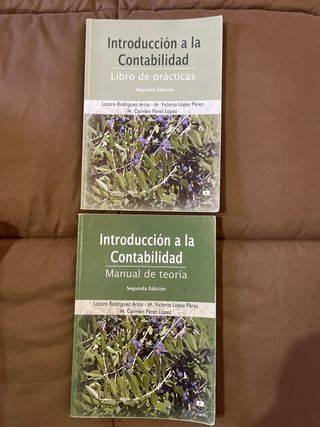 Introducción a la
Contabilidad
Libro de prácticas
Segunda Edición
Lázaro Rodríguez Ariza - M. Victoria López Pérez
M. Carmen Pérez López
Introducción a la
Contabilidad
Manual de teoría
Segunda Edición
Lázaro Rodríguez Ariza - M. Victoria López Pérez
M. Carmen Pérez López